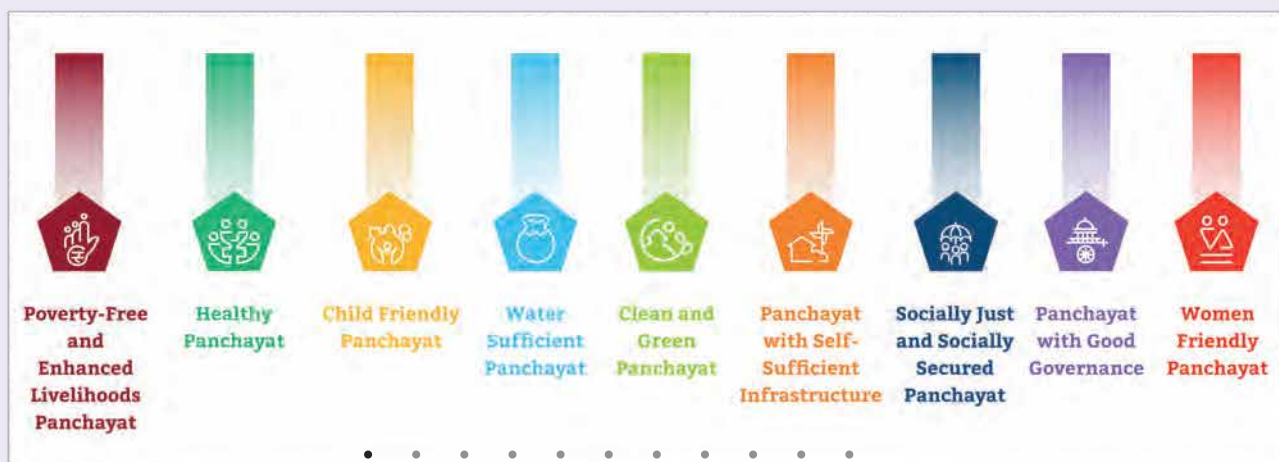 Poverty-Free
and
Enhanced
Livelihoods
Panchayat
Healthy
Panchayat
Child Friendly
Panchayat
Water
Sufficient
Panchayat
Clean and
Green
Panchayat
Panchayat
with Self-
Sufficient
Infrastructure
Socially Just
and Socially
Secured
Panchayat
Panchayat
with Good
Governance
Women
Friendly
Panchayat